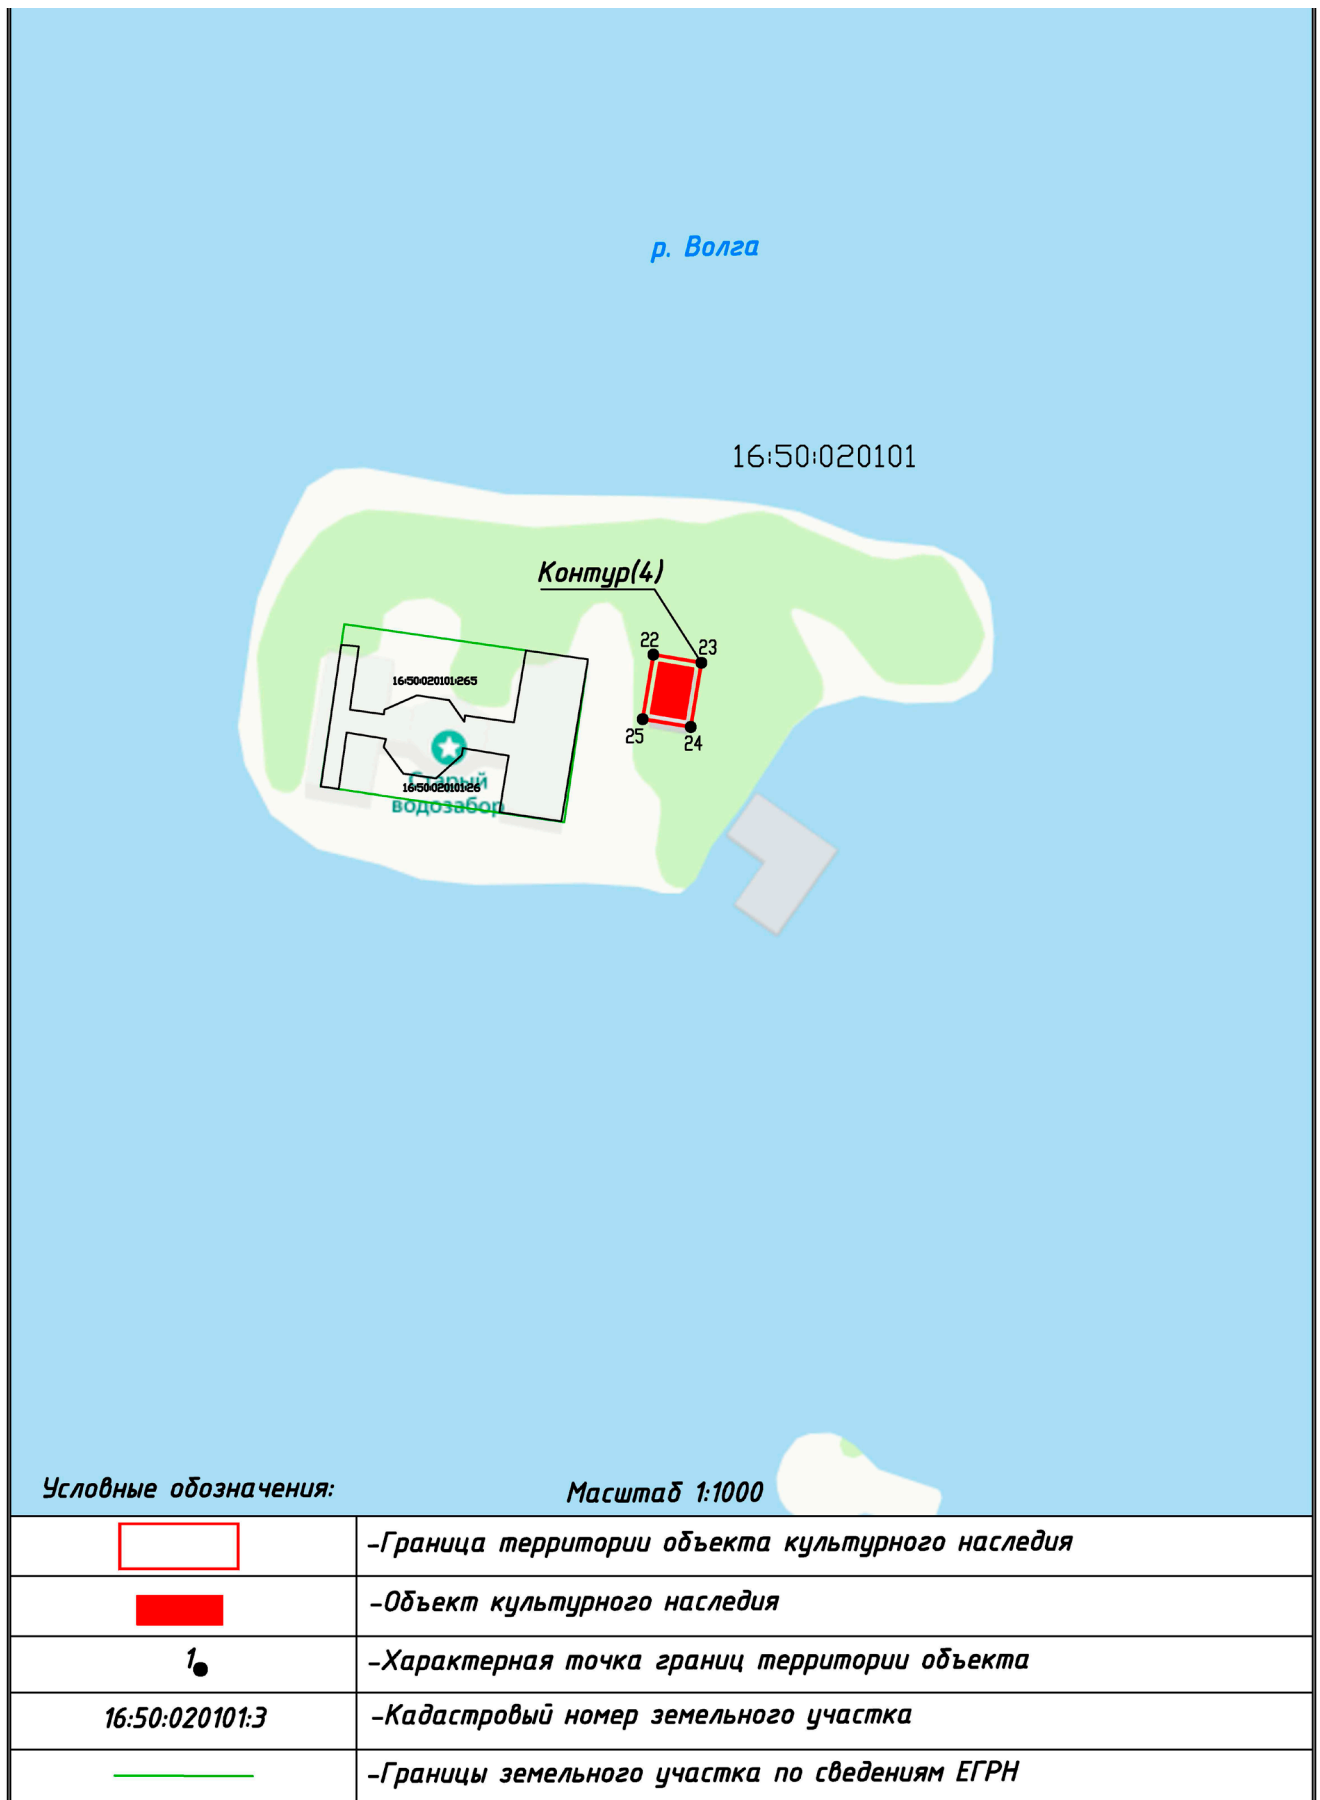 р. Волга
16:50:020101
Контур(4)
22
23
16:50:020101:265
25
24
Старый
16:50:020101:26
водозабор
Условные обозначения:
Масштаб 1:1000
-Граница территории объекта культурного наследия
-Объект культурного наследия
1
-Характерная точка границ территории объекта
16:50:020101:3
-Кадастровый номер земельного участка
-Границы земельного участка по сведениям ЕГРН